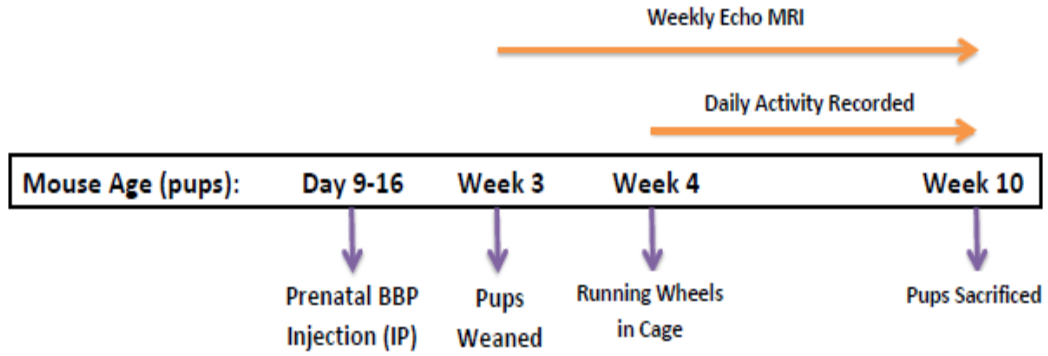 Weekly Echo MRI
Daily Activity Recorded
Mouse Age (pups): Day 9-16 Week 3 Week 4 Week 10
Prenatal BBP
Injection (IP)
Pups
Weaned
Running Wheels
in Cage
Pups Sacrificed